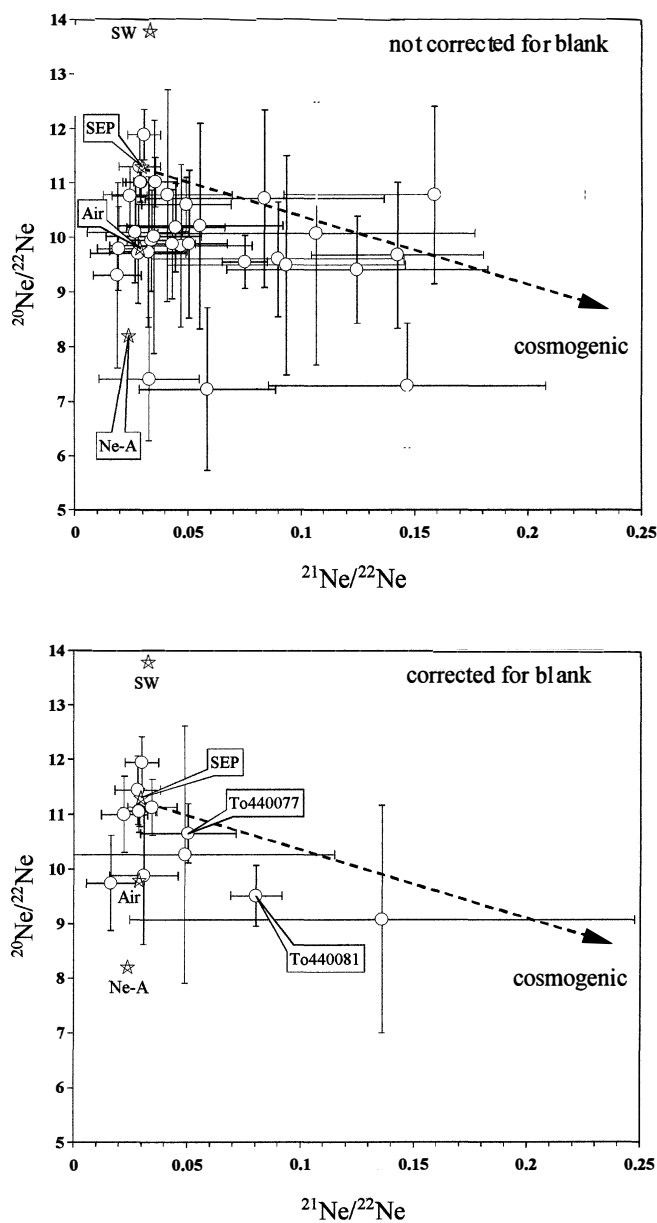 14
SW
not corrected for blank
13
12
SEP
11
Air
10
9
8
cosmogenic
7
Ne-A
6
5
0 0.05 0.1 0.15 0.2 0.25
20Ne/22Ne
21Ne/22Ne
14
SW
corrected for blank
13
12
SEP
11
To440077
10
Air
9
To440081
Ne-A
8
cosmogenic
7
6
5
0 0.05 0.1 0.15 0.2 0.25
20Ne/22Ne
21Ne/22Ne